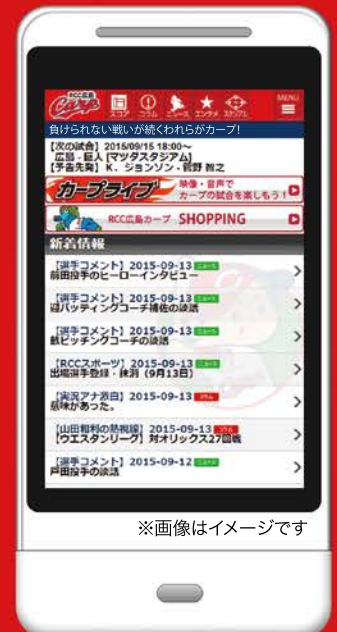 RCC広島
Carp
スコア コラム ニュース エンタメ スタジアム MENU
負けられない戦いが続くわれらがカープ!
【次の試合】2015/09/15 18:00～
広島 - 巨人 [マツダスタジアム]
【予告先発】K．ジョンソン - 菅野 智之
カープライブ 映像・音声で
カープの試合を楽しもう!
RCC広島カープ SHOPPING
新着情報
【選手コメント】2015-09-13 ニュース
前田投手のヒーローインタビュー
【選手コメント】2015-09-13 ニュース
迎バッティングコーチ補佐の談話
【選手コメント】2015-09-13 ニュース
畝ピッチングコーチの談話
【RCCスポーツ】2015-09-13 ニュース
出場選手登録・抹消（9月13日）
【実況アナ席日】2015-09-13 コラム
意味があった。
【山田和利の熱視線】2015-09-13 コラム
【ウエスタンリーグ】対オリックス27回戦
【選手コメント】2015-09-12 ニュース
戸田投手の談話
※画像はイメージです